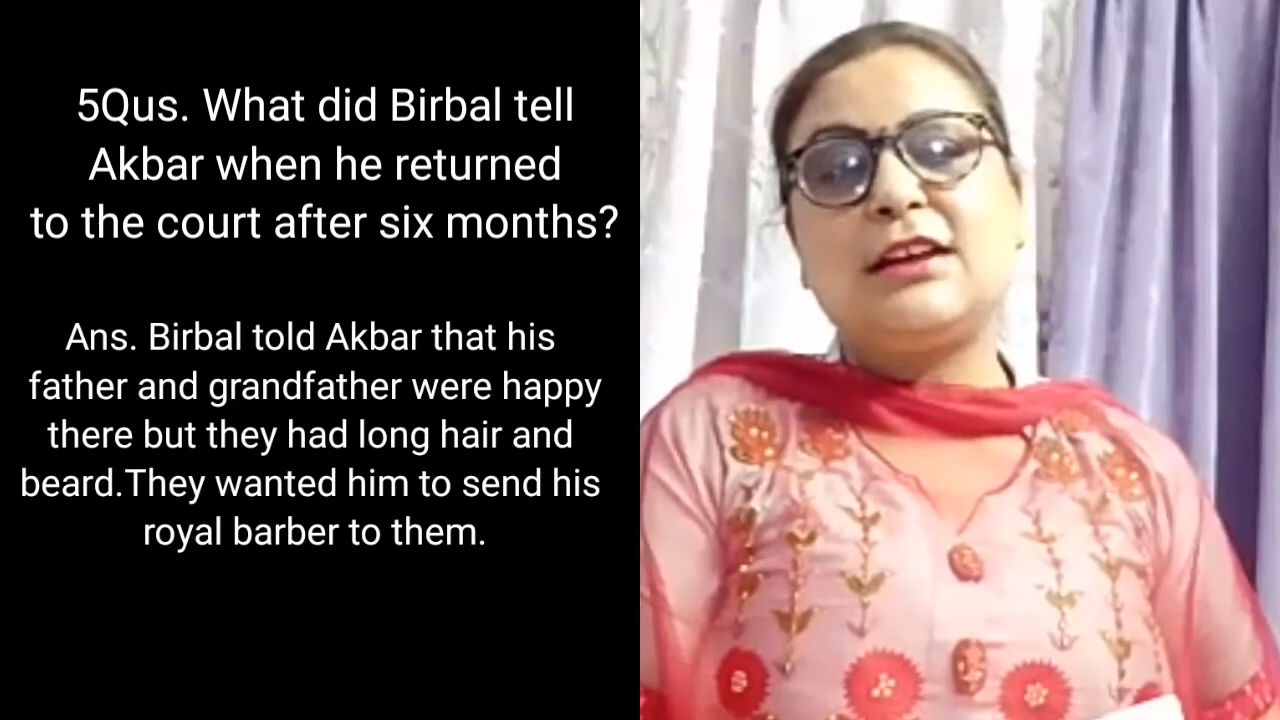 5Qus. What did Birbal tell
Akbar when he returned
to the court after six months?
Ans. Birbal told Akbar that his
father and grandfather were happy
there but they had long hair and
beard.They wanted him to send his
royal barber to them.